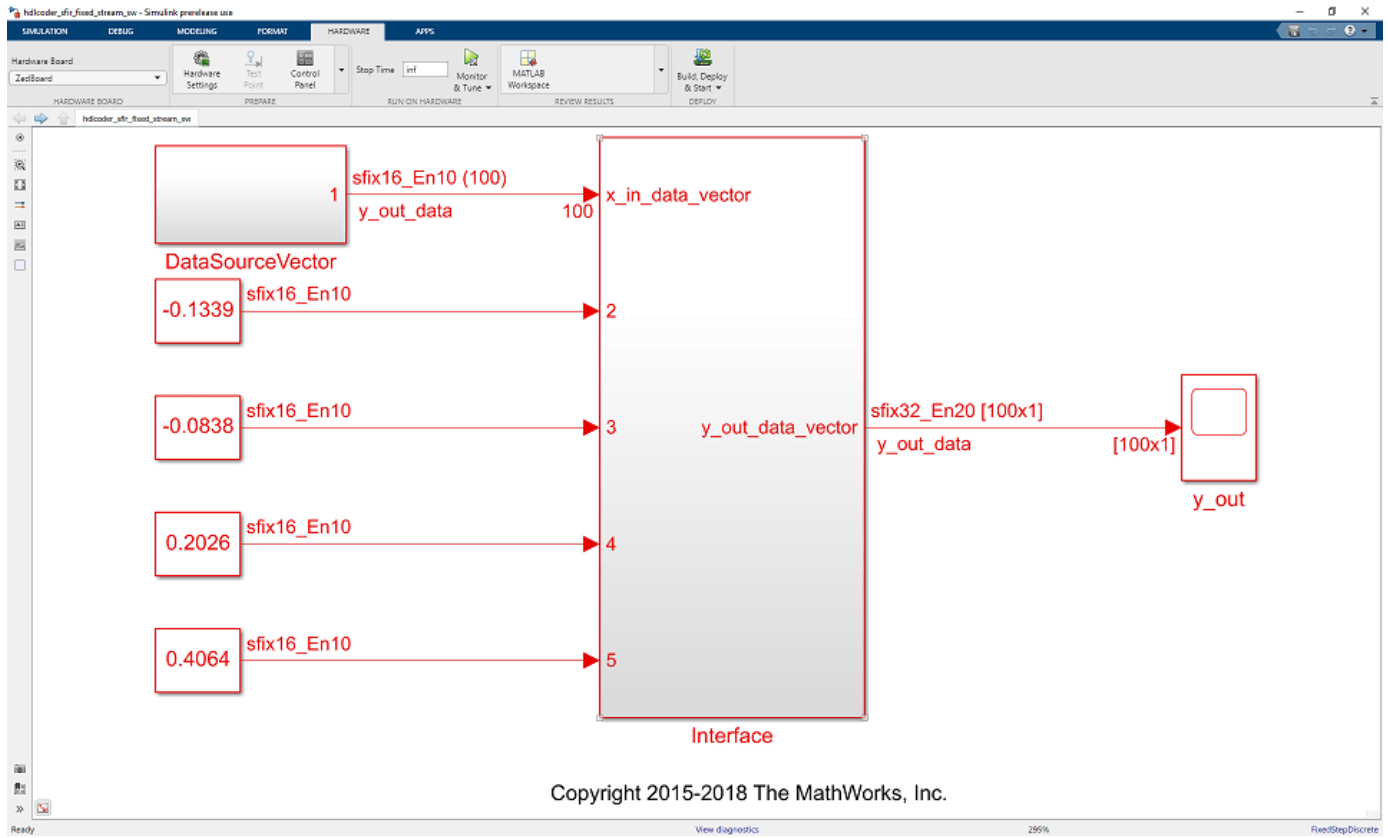 hdlcoder_sfir_fixed_stream_sw - Simulink prerelease use
SIMULATION DEBUG MODELING FORMAT HARDWARE APPS
Hardware Board
ZedBoard
Hardware Settings
Test Point
Control Panel
Stop Time inf
Monitor & Tune
MATLAB Workspace
Build, Deploy & Start
HARDWARE BOARD PREPARE RUN ON HARDWARE REVIEW RESULTS DEPLOY
hdlcoder_sfir_fixed_stream_sw
1
sfix16_En10 (100)
y_out_data
100
x_in_data_vector
DataSourceVector
-0.1339
sfix16_En10
2
-0.0838
sfix16_En10
3
y_out_data_vector
sfix32_En20 [100x1]
y_out_data
[100x1]
y_out
0.2026
sfix16_En10
4
0.4064
sfix16_En10
5
Interface
Copyright 2015-2018 The MathWorks, Inc.
Ready
View diagnostics
295%
FixedStepDiscrete